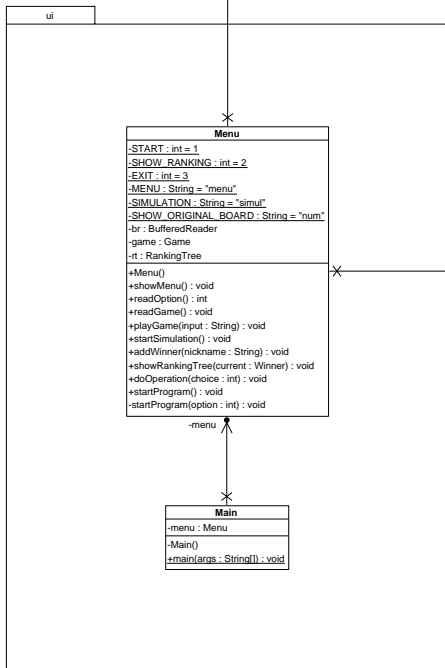 ui
Menu
-START : int = 1
-SHOW_RANKING : int = 2
-EXIT : int = 3
-MENU : String = "menu"
-SIMULATION : String = "simul"
-SHOW_ORIGINAL_BOARD : String = "num"
-br : BufferedReader
-game : Game
-rt : RankingTree
+Menu()
+showMenu() : void
+readOption() : int
+readGame() : void
+playGame(input : String) : void
+startSimulation() : void
+addWinner(nickname : String) : void
+showRankingTree(current : Winner) : void
+doOperation(choice : int) : void
+startProgram() : void
-startProgram(option : int) : void
-menu
Main
-menu : Menu
-Main()
+main(args : String[]) : void